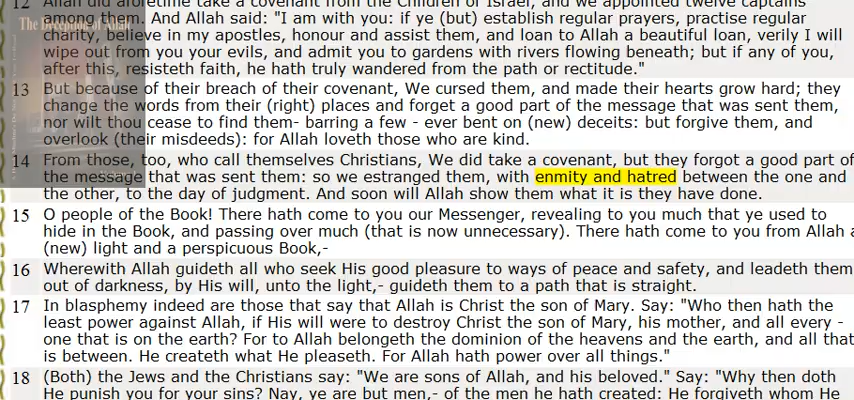 12 Allah did aforetime take a covenant from the Children of Israel, and we appointed twelve captains
among them. And Allah said: "I am with you: if ye (but) establish regular prayers, practise regular
charity, believe in my apostles, honour and assist them, and loan to Allah a beautiful loan, verily I will
wipe out from you your evils, and admit you to gardens with rivers flowing beneath; but if any of you,
after this, resisteth faith, he hath truly wandered from the path or rectitude."
13 But because of their breach of their covenant, We cursed them, and made their hearts grow hard; they
change the words from their (right) places and forget a good part of the message that was sent them,
nor wilt thou cease to find them- barring a few - ever bent on (new) deceits: but forgive them, and
overlook (their misdeeds): for Allah loveth those who are kind.
14 From those, too, who call themselves Christians, We did take a covenant, but they forgot a good part of
the message that was sent them: so we estranged them, with enmity and hatred between the one and
the other, to the day of judgment. And soon will Allah show them what it is they have done.
15 O people of the Book! There hath come to you our Messenger, revealing to you much that ye used to
hide in the Book, and passing over much (that is now unnecessary). There hath come to you from Allah a
(new) light and a perspicuous Book,-
16 Wherewith Allah guideth all who seek His good pleasure to ways of peace and safety, and leadeth them
out of darkness, by His will, unto the light,- guideth them to a path that is straight.
17 In blasphemy indeed are those that say that Allah is Christ the son of Mary. Say: "Who then hath the
least power against Allah, if His will were to destroy Christ the son of Mary, his mother, and all every -
one that is on the earth? For to Allah belongeth the dominion of the heavens and the earth, and all that
is between. He createth what He pleaseth. For Allah hath power over all things."
18 (Both) the Jews and the Christians say: "We are sons of Allah, and his beloved." Say: "Why then doth
He punish you for your sins? Nay, ye are but men,- of the men he hath created: He forgiveth whom He
The Deception of Allah